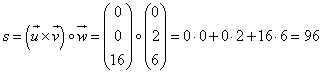 s = (u⃗ × v⃗) ∘ w⃗ = (0 0 16) ∘ (0 2 6) = 0·0 + 0·2 + 16·6 = 96